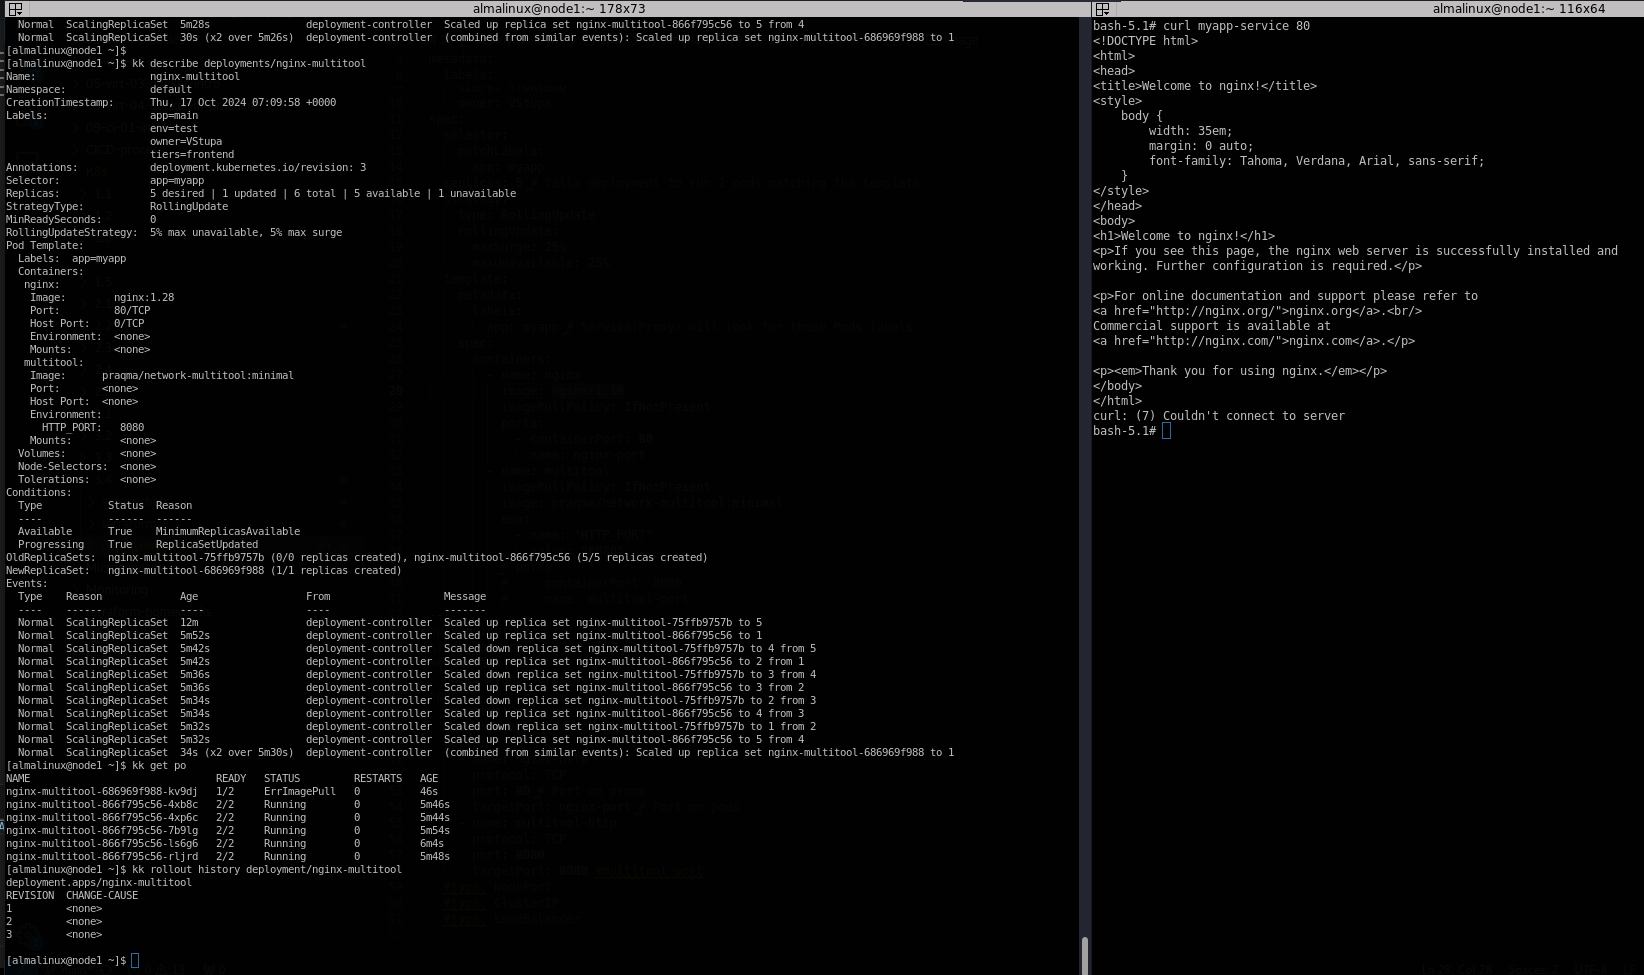 almalinux@node1:~ 178x73
  Normal  ScalingReplicaSet  5m28s                deployment-controller  Scaled up replica set nginx-multitool-866f795c56 to 5 from 4
  Normal  ScalingReplicaSet  30s (x2 over 5m26s)  deployment-controller  (combined from similar events): Scaled up replica set nginx-multitool-686969f988 to 1
[almalinux@node1 ~]$
[almalinux@node1 ~]$ kk describe deployments/nginx-multitool
Name:                   nginx-multitool
Namespace:              default
CreationTimestamp:      Thu, 17 Oct 2024 07:09:58 +0000
Labels:                 app=main
                        env=test
                        owner=VStupa
                        tiers=frontend
Annotations:            deployment.kubernetes.io/revision: 3
Selector:               app=myapp
Replicas:               5 desired | 1 updated | 6 total | 5 available | 1 unavailable
StrategyType:           RollingUpdate
MinReadySeconds:        0
RollingUpdateStrategy:  5% max unavailable, 5% max surge
Pod Template:
  Labels:  app=myapp
  Containers:
   nginx:
    Image:        nginx:1.28
    Port:         80/TCP
    Host Port:    0/TCP
    Environment:  <none>
    Mounts:       <none>
   multitool:
    Image:      praqma/network-multitool:minimal
    Port:       <none>
    Host Port:  <none>
    Environment:
      HTTP_PORT:   8080
    Mounts:        <none>
  Volumes:         <none>
  Node-Selectors:  <none>
  Tolerations:     <none>
Conditions:
  Type           Status  Reason
  ----           ------  ------
  Available      True    MinimumReplicasAvailable
  Progressing    True    ReplicaSetUpdated
OldReplicaSets:  nginx-multitool-75ffb9757b (0/0 replicas created), nginx-multitool-866f795c56 (5/5 replicas created)
NewReplicaSet:   nginx-multitool-686969f988 (1/1 replicas created)
Events:
  Type    Reason             Age                  From                   Message
  ----    ------             ----                 ----                   -------
  Normal  ScalingReplicaSet  12m                  deployment-controller  Scaled up replica set nginx-multitool-75ffb9757b to 5
  Normal  ScalingReplicaSet  5m52s                deployment-controller  Scaled up replica set nginx-multitool-866f795c56 to 1
  Normal  ScalingReplicaSet  5m42s                deployment-controller  Scaled down replica set nginx-multitool-75ffb9757b to 4 from 5
  Normal  ScalingReplicaSet  5m42s                deployment-controller  Scaled up replica set nginx-multitool-866f795c56 to 2 from 1
  Normal  ScalingReplicaSet  5m36s                deployment-controller  Scaled down replica set nginx-multitool-75ffb9757b to 3 from 4
  Normal  ScalingReplicaSet  5m36s                deployment-controller  Scaled up replica set nginx-multitool-866f795c56 to 3 from 2
  Normal  ScalingReplicaSet  5m34s                deployment-controller  Scaled down replica set nginx-multitool-75ffb9757b to 2 from 3
  Normal  ScalingReplicaSet  5m34s                deployment-controller  Scaled up replica set nginx-multitool-866f795c56 to 4 from 3
  Normal  ScalingReplicaSet  5m32s                deployment-controller  Scaled down replica set nginx-multitool-75ffb9757b to 1 from 2
  Normal  ScalingReplicaSet  5m32s                deployment-controller  Scaled up replica set nginx-multitool-866f795c56 to 5 from 4
  Normal  ScalingReplicaSet  34s (x2 over 5m30s)  deployment-controller  (combined from similar events): Scaled up replica set nginx-multitool-686969f988 to 1
[almalinux@node1 ~]$ kk get po
NAME                               READY   STATUS         RESTARTS   AGE
nginx-multitool-686969f988-kv9dj   1/2     ErrImagePull   0          46s
nginx-multitool-866f795c56-4xb8c   2/2     Running        0          5m46s
nginx-multitool-866f795c56-4xp6c   2/2     Running        0          5m44s
nginx-multitool-866f795c56-7b9lg   2/2     Running        0          5m54s
nginx-multitool-866f795c56-ls6g6   2/2     Running        0          6m4s
nginx-multitool-866f795c56-rljrd   2/2     Running        0          5m48s
[almalinux@node1 ~]$ kk rollout history deployment/nginx-multitool
deployment.apps/nginx-multitool
REVISION  CHANGE-CAUSE
1         <none>
2         <none>
3         <none>
[almalinux@node1 ~]$
almalinux@node1:~ 116x64
bash-5.1# curl myapp-service 80
<!DOCTYPE html>
<html>
<head>
<title>Welcome to nginx!</title>
<style>
    body {
        width: 35em;
        margin: 0 auto;
        font-family: Tahoma, Verdana, Arial, sans-serif;
    }
</style>
</head>
<body>
<h1>Welcome to nginx!</h1>
<p>If you see this page, the nginx web server is successfully installed and
working. Further configuration is required.</p>
<p>For online documentation and support please refer to
<a href="http://nginx.org/">nginx.org</a>.<br/>
Commercial support is available at
<a href="http://nginx.com/">nginx.com</a>.</p>
<p><em>Thank you for using nginx.</em></p>
</body>
</html>
curl: (7) Couldn't connect to server
bash-5.1#